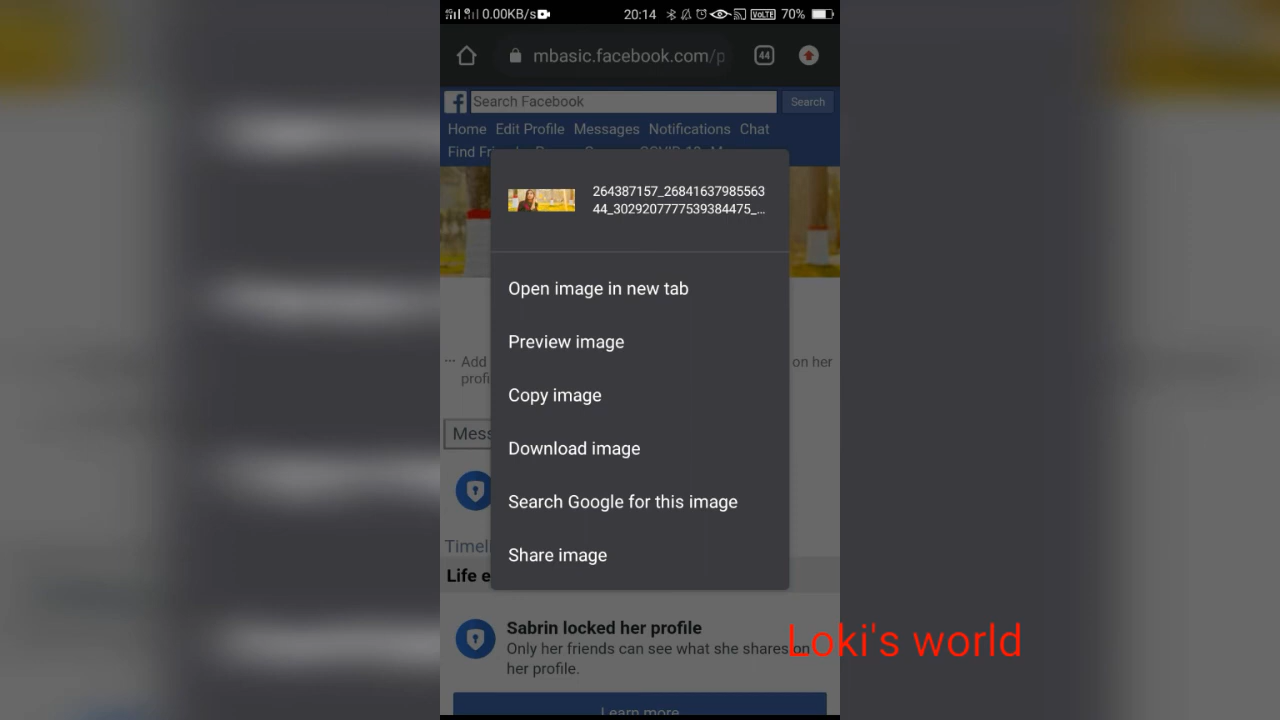 0.00KB/s
20:14
VoLTE
70%
mbasic.facebook.com/p
44
Search Facebook
Search
Home Edit Profile Messages Notifications Chat
264387157_26841637985563
44_3029207777539384475_...
Open image in new tab
Preview image
Copy image
Download image
Search Google for this image
Share image
... Add
on her
Mess
Life e
Sabrin locked her profile
Only her friends can see what she shares on
her profile.
Learn more
Loki's world